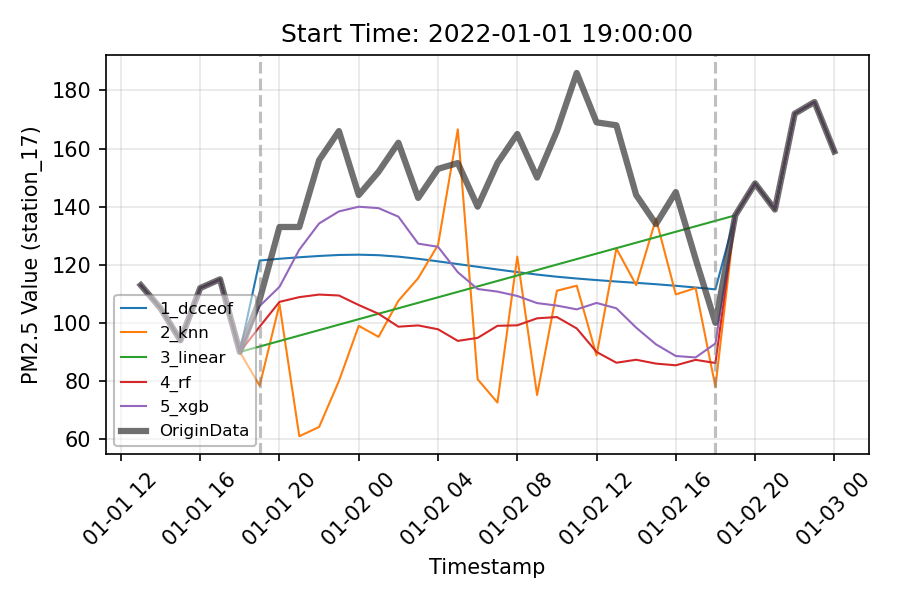 Start Time: 2022-01-01 19:00:00
PM2.5 Value (station_17)
180
160
140
120
100
80
60
1_dcceof
2_knn
3_linear
4_rf
5_xgb
OriginData
01-01 12
01-01 16
01-01 20
01-02 00
01-02 04
01-02 08
01-02 12
01-02 16
01-02 20
01-03 00
Timestamp